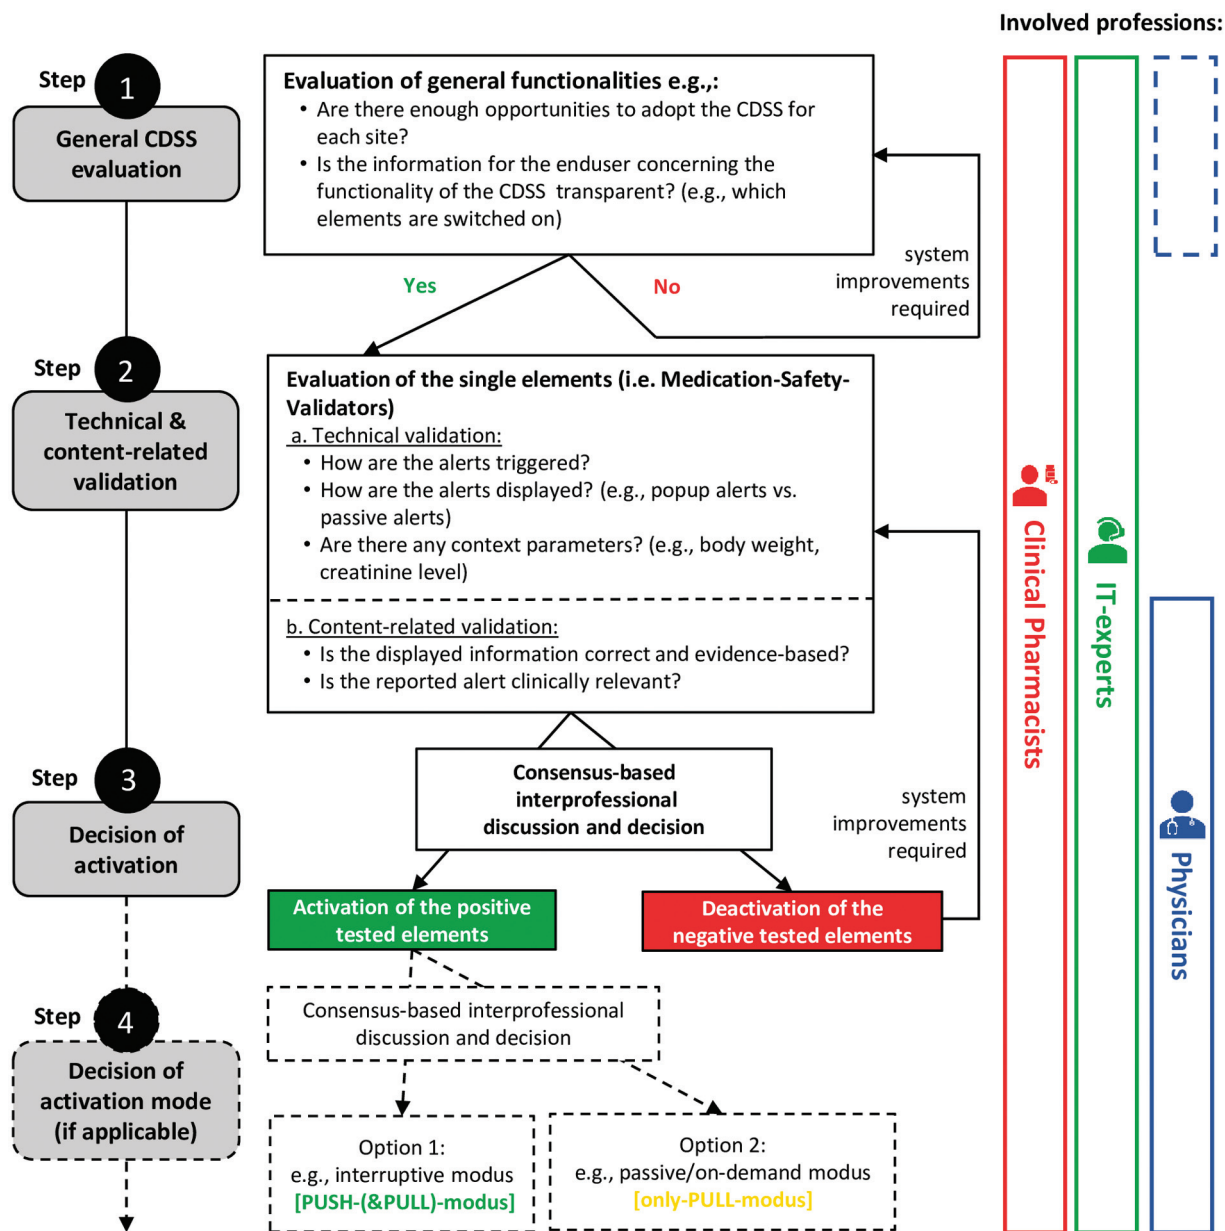 Involved professions:
Step 1
General CDSS
evaluation
Evaluation of general functionalities e.g.,:
• Are there enough opportunities to adopt the CDSS for
each site?
• Is the information for the enduser concerning the
functionality of the CDSS transparent? (e.g., which
elements are switched on)
Yes
No
system
improvements
required
Step 2
Technical &
content-related
validation
Evaluation of the single elements (i.e. Medication-Safety-
Validators)
a. Technical validation:
• How are the alerts triggered?
• How are the alerts displayed? (e.g., popup alerts vs.
passive alerts)
• Are there any context parameters? (e.g., body weight,
creatinine level)
b. Content-related validation:
• Is the displayed information correct and evidence-based?
• Is the reported alert clinically relevant?
Step 3
Decision of
activation
Consensus-based
interprofessional
discussion and decision
system
improvements
required
Activation of the positive
tested elements
Deactivation of the
negative tested elements
Step 4
Decision of
activation mode
(if applicable)
Consensus-based interprofessional
discussion and decision
Option 1:
e.g., interruptive modus
[PUSH-(&PULL)-modus]
Option 2:
e.g., passive/on-demand modus
[only-PULL-modus]
Clinical Pharmacists
IT-experts
Physicians